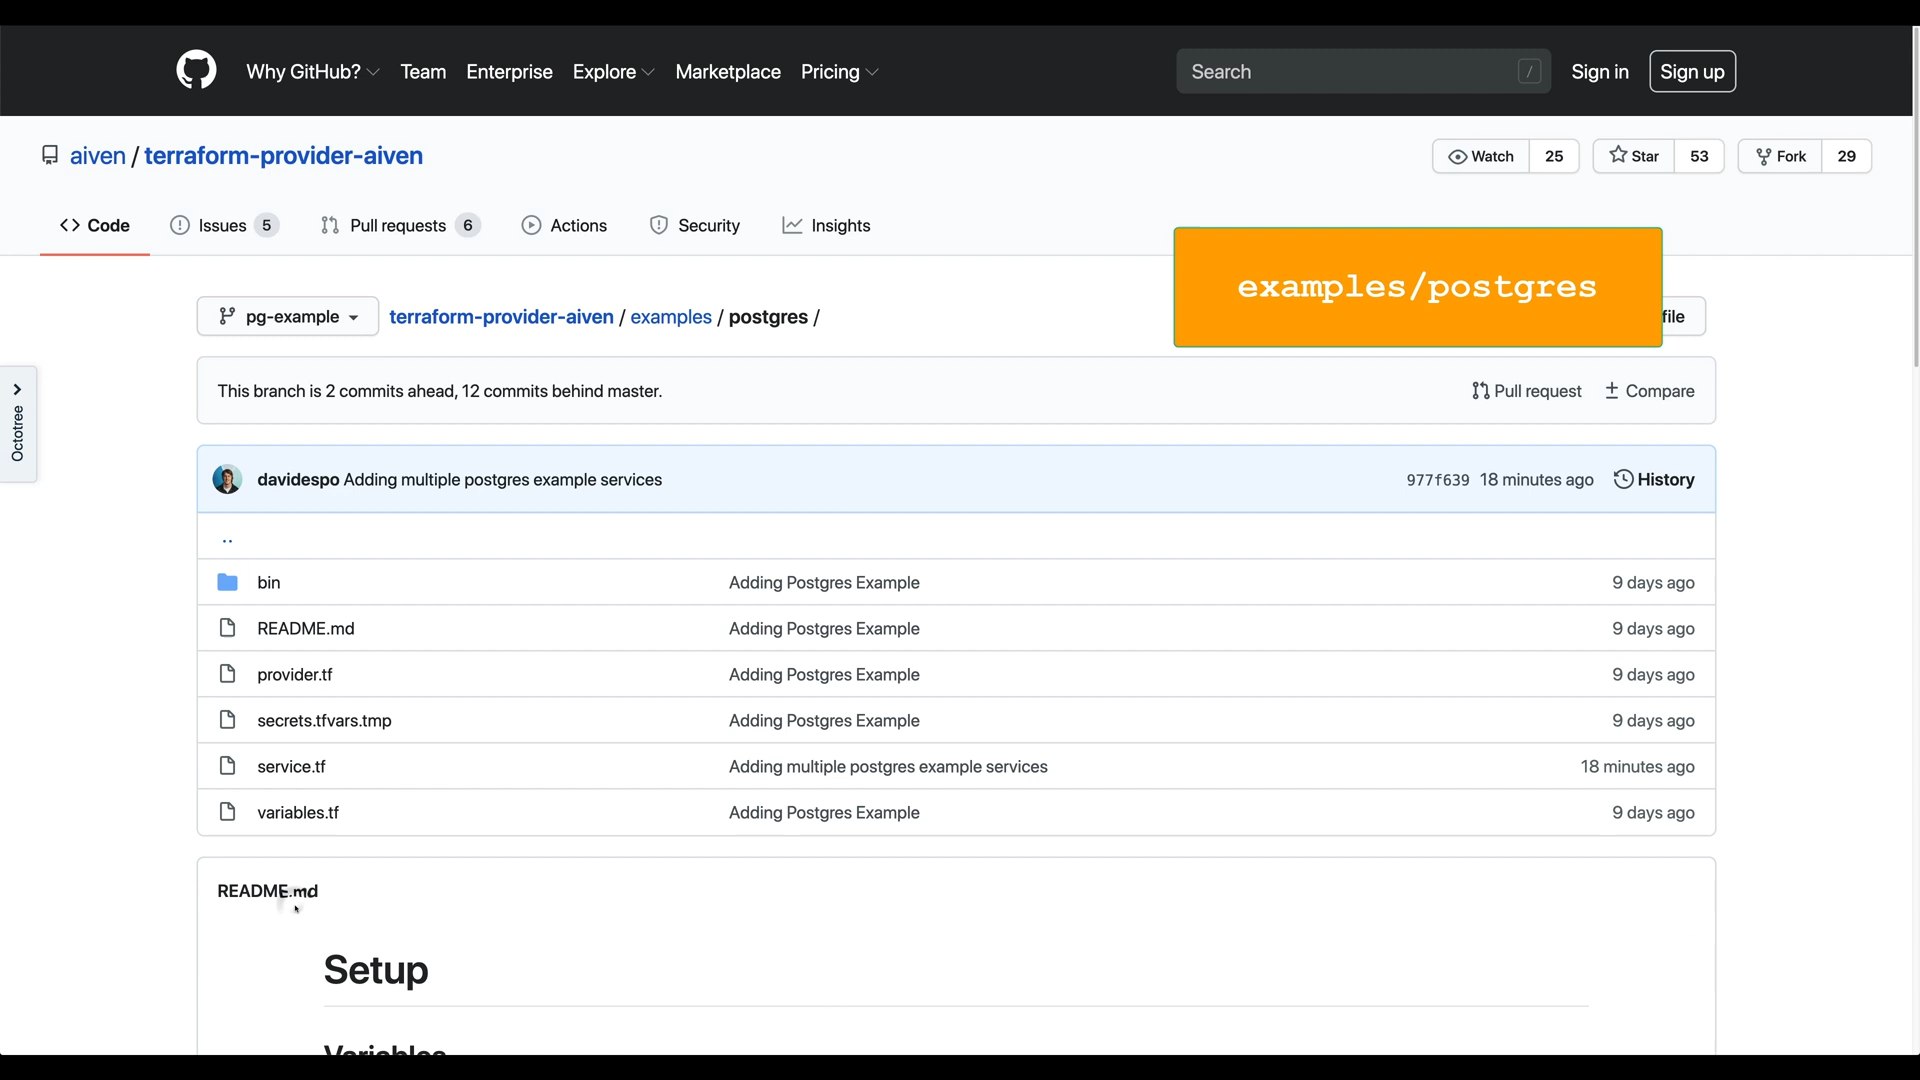 Why GitHub? Team Enterprise Explore Marketplace Pricing Search / Sign in Sign up
aiven / terraform-provider-aiven Watch 25 Star 53 Fork 29
Code Issues 5 Pull requests 6 Actions Security Insights
examples/postgres
pg-example terraform-provider-aiven / examples / postgres / file
This branch is 2 commits ahead, 12 commits behind master. Pull request Compare
Octotree
davidespo Adding multiple postgres example services 977f639 18 minutes ago History
..
bin Adding Postgres Example 9 days ago
README.md Adding Postgres Example 9 days ago
provider.tf Adding Postgres Example 9 days ago
secrets.tfvars.tmp Adding Postgres Example 9 days ago
service.tf Adding multiple postgres example services 18 minutes ago
variables.tf Adding Postgres Example 9 days ago
README.md
Setup
Variables